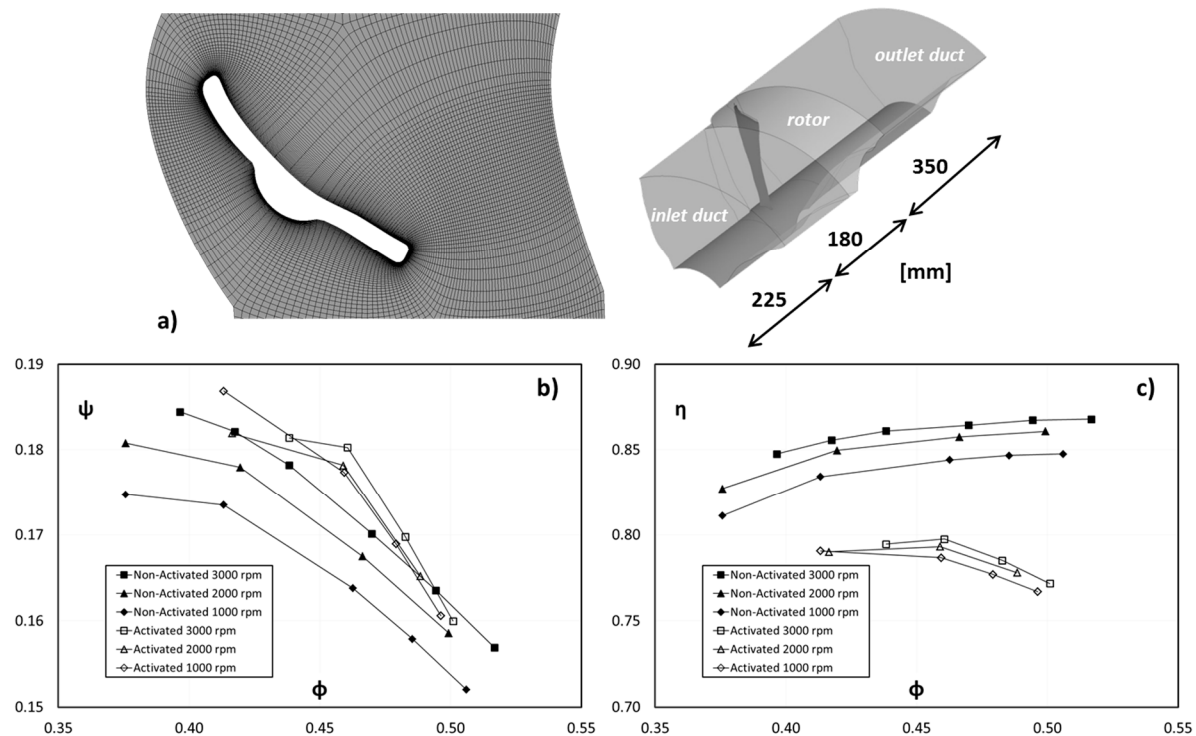 outlet duct
rotor
350
inlet duct
180
[mm]
225
a)
0.19
0.18
0.17
0.16
0.15
ψ
b)
Non-Activated 3000 rpm
Non-Activated 2000 rpm
Non-Activated 1000 rpm
Activated 3000 rpm
Activated 2000 rpm
Activated 1000 rpm
Φ
0.35 0.40 0.45 0.50 0.55
0.90
0.85
0.80
0.75
0.70
η
c)
Non-Activated 3000 rpm
Non-Activated 2000 rpm
Non-Activated 1000 rpm
Activated 3000 rpm
Activated 2000 rpm
Activated 1000 rpm
Φ
0.35 0.40 0.45 0.50 0.55